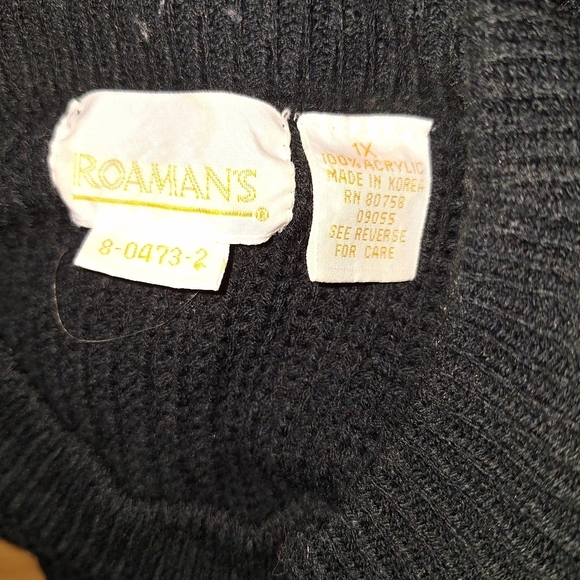 ROAMAN'S
®
8-0473-2
1X
100% ACRYLIC
MADE IN KOREA
RN 80758
09055
SEE REVERSE
FOR CARE